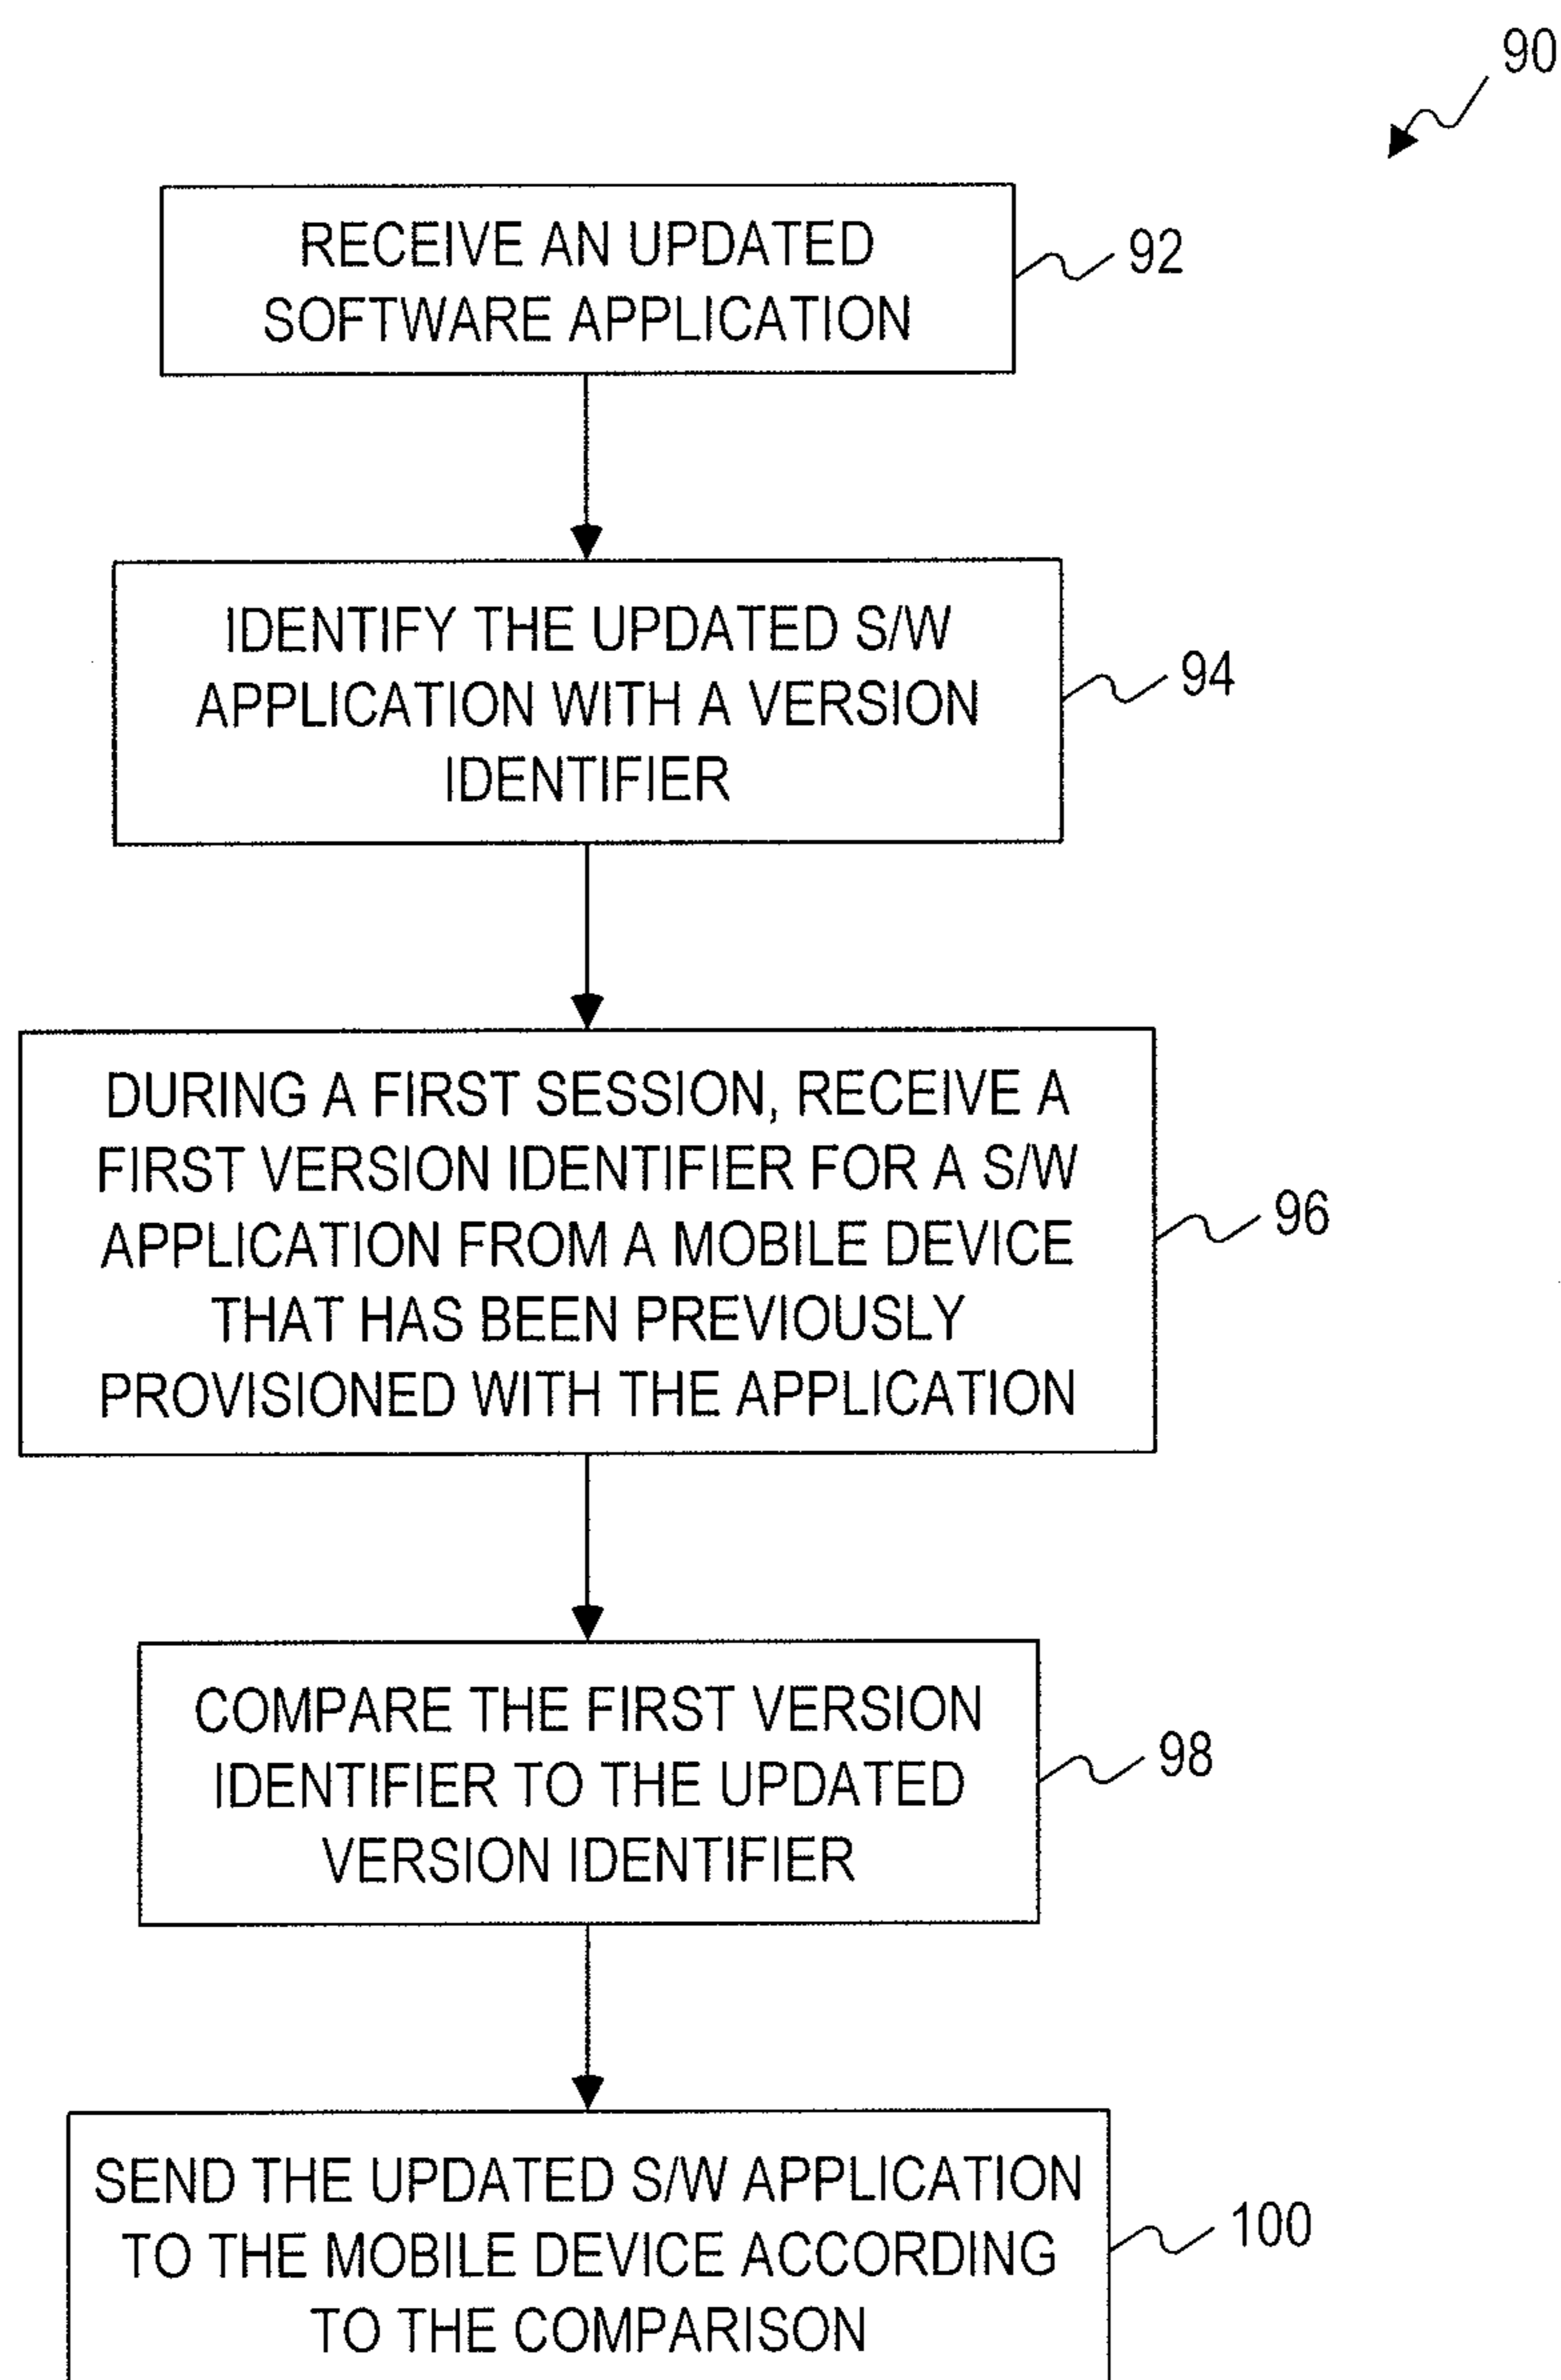 90
RECEIVE AN UPDATED
SOFTWARE APPLICATION
92
IDENTIFY THE UPDATED S/W
APPLICATION WITH A VERSION
IDENTIFIER
94
DURING A FIRST SESSION, RECEIVE A
FIRST VERSION IDENTIFIER FOR A S/W
APPLICATION FROM A MOBILE DEVICE
THAT HAS BEEN PREVIOUSLY
PROVISIONED WITH THE APPLICATION
96
COMPARE THE FIRST VERSION
IDENTIFIER TO THE UPDATED
VERSION IDENTIFIER
98
SEND THE UPDATED S/W APPLICATION
TO THE MOBILE DEVICE ACCORDING
TO THE COMPARISON
100